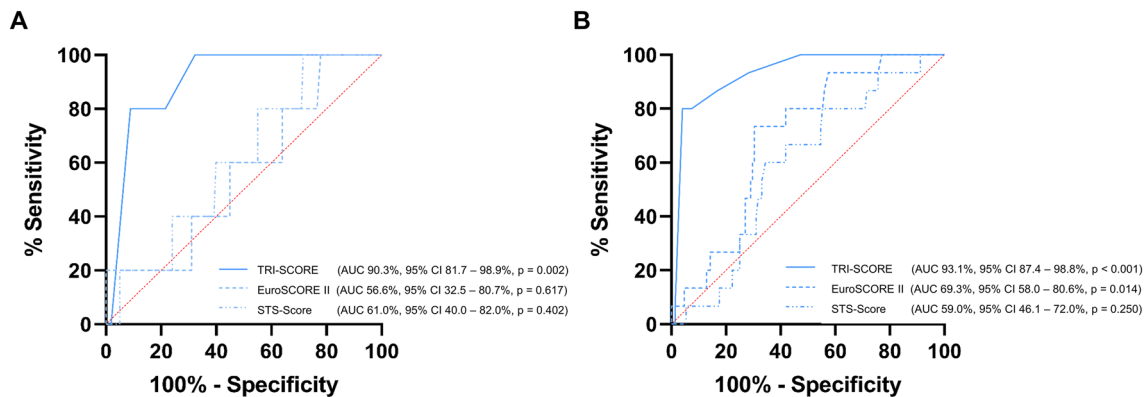 A
% Sensitivity
100
80
60
40
20
0
TRI-SCORE (AUC 90.3%, 95% CI 81.7 – 98.9%, p = 0.002)
EuroSCORE II (AUC 56.6%, 95% CI 32.5 - 80.7%, p = 0.617)
STS-Score (AUC 61.0%, 95% CI 40.0 – 82.0%, p = 0.402)
0 20 40 60 80 100
100% - Specificity
B
% Sensitivity
100
80
60
40
20
0
TRI-SCORE (AUC 93.1%, 95% CI 87.4 – 98.8%, p < 0.001)
EuroSCORE II (AUC 69.3%, 95% CI 58.0 – 80.6%, p = 0.014)
STS-Score (AUC 59.0%, 95% CI 46.1 – 72.0%, p = 0.250)
0 20 40 60 80 100
100% - Specificity